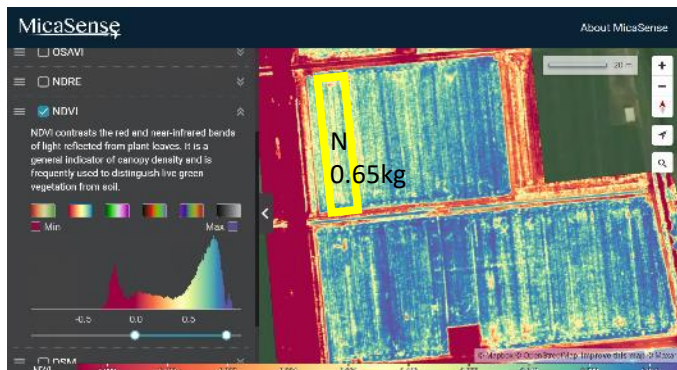 MicaSense
About MicaSense
OSAVI
NDRE
NDVI
NDVI contrasts the red and near-infrared bands
of light reflected from plant leaves. It is a
general indicator of canopy density and is
frequently used to distinguish live green
vegetation from soil.
Min Max
-0.5 0.0 0.5
DSM
20 m
N
0.65kg
© Mapbox © OpenStreetMap Improve this map © Maxar
NDVI